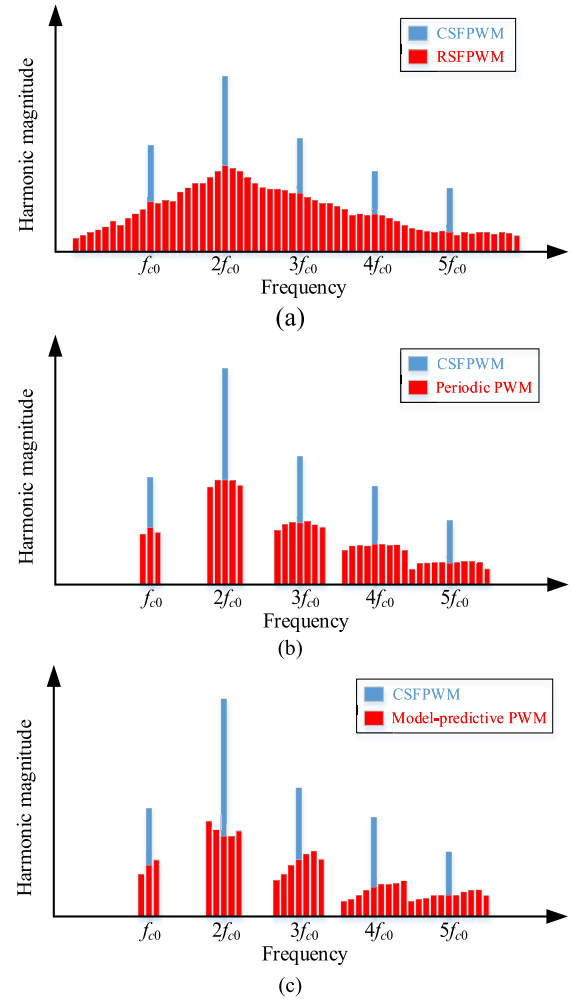 CSFPWM
RSFPWM
Harmonic magnitude
fc0 2fc0 3fc0 4fc0 5fc0
Frequency
(a)
CSFPWM
Periodic PWM
Harmonic magnitude
fc0 2fc0 3fc0 4fc0 5fc0
Frequency
(b)
CSFPWM
Model-predictive PWM
Harmonic magnitude
fc0 2fc0 3fc0 4fc0 5fc0
Frequency
(c)